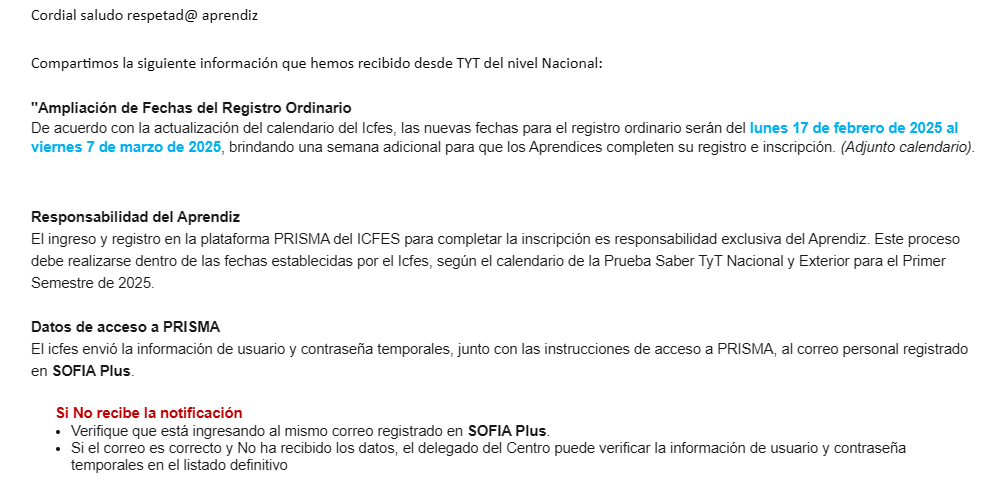 Cordial saludo respetad@ aprendiz
Compartimos la siguiente información que hemos recibido desde TYT del nivel Nacional:
"Ampliación de Fechas del Registro Ordinario
De acuerdo con la actualización del calendario del Icfes, las nuevas fechas para el registro ordinario serán del lunes 17 de febrero de 2025 al
viernes 7 de marzo de 2025, brindando una semana adicional para que los Aprendices completen su registro e inscripción. (Adjunto calendario).
Responsabilidad del Aprendiz
El ingreso y registro en la plataforma PRISMA del ICFES para completar la inscripción es responsabilidad exclusiva del Aprendiz. Este proceso
debe realizarse dentro de las fechas establecidas por el Icfes, según el calendario de la Prueba Saber TyT Nacional y Exterior para el Primer
Semestre de 2025.
Datos de acceso a PRISMA
El icfes envió la información de usuario y contraseña temporales, junto con las instrucciones de acceso a PRISMA, al correo personal registrado
en SOFIA Plus.
Si No recibe la notificación
• Verifique que está ingresando al mismo correo registrado en SOFIA Plus.
• Si el correo es correcto y No ha recibido los datos, el delegado del Centro puede verificar la información de usuario y contraseña
temporales en el listado definitivo